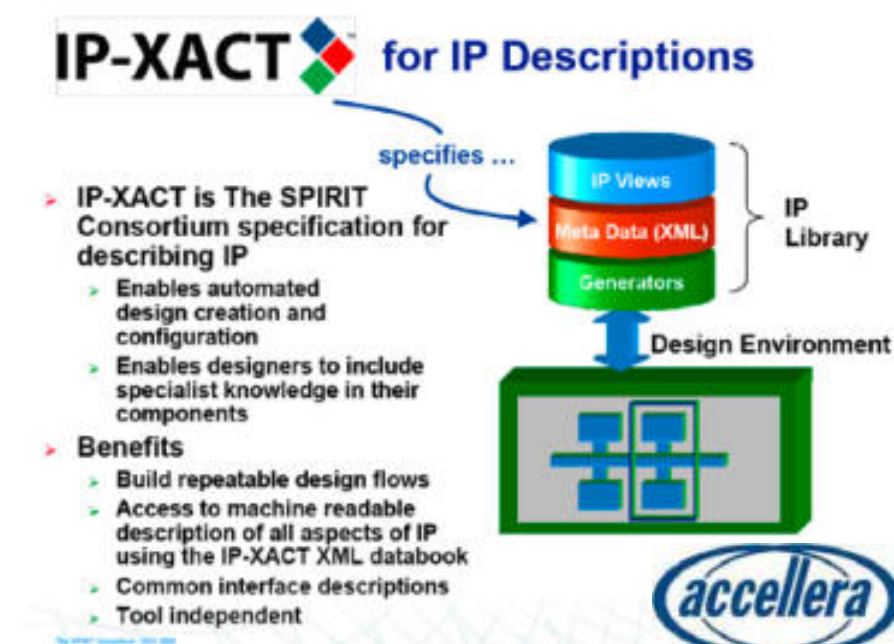 IP-XACT for IP Descriptions
specifies ...
IP Views
Meta Data (XML)
Generators
IP
Library
Design Environment
IP-XACT is The SPIRIT
Consortium specification for
describing IP
Enables automated
design creation and
configuration
Enables designers to include
specialist knowledge in their
components
Benefits
Build repeatable design flows
Access to machine readable
description of all aspects of IP
using the IP-XACT XML databook
Common interface descriptions
Tool independent
accellera